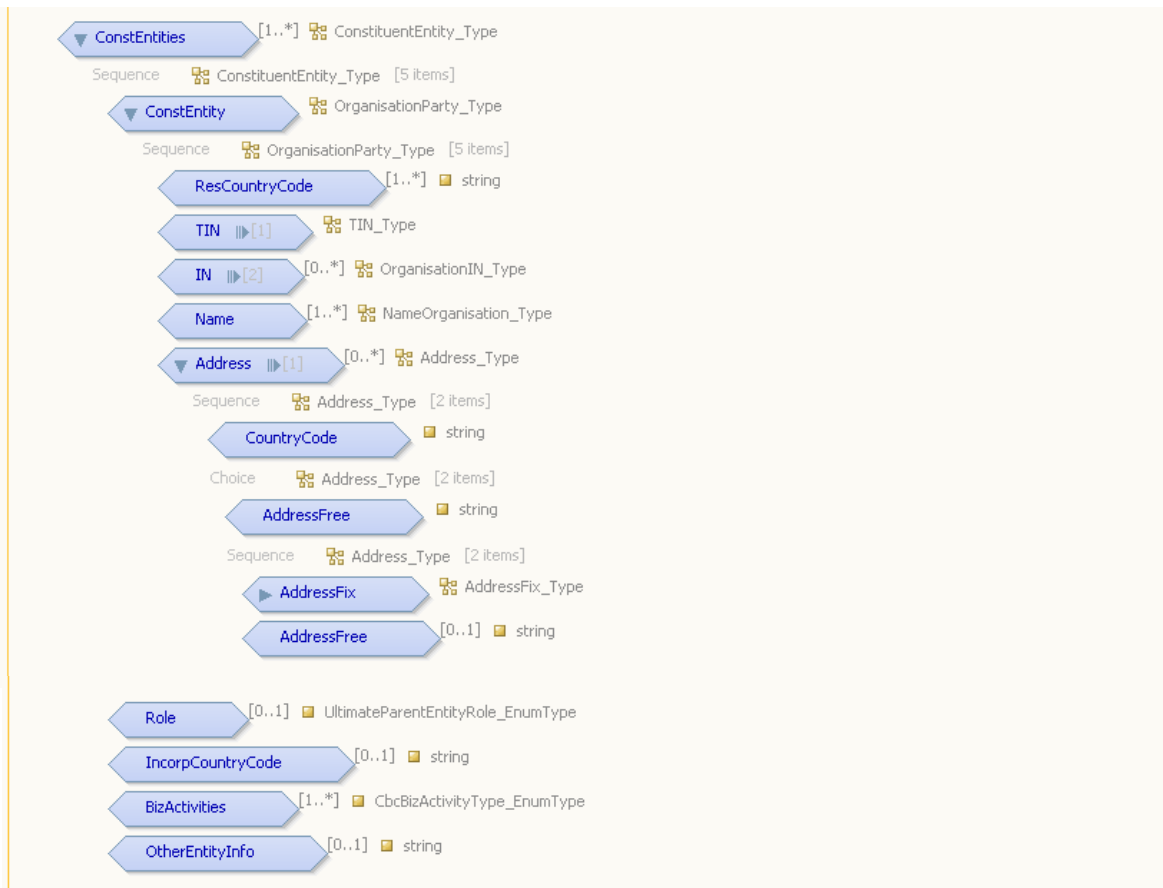 ConstEntities [1..*] ConstituentEntity_Type
Sequence ConstituentEntity_Type [5 items]
ConstEntity OrganisationParty_Type
Sequence OrganisationParty_Type [5 items]
ResCountryCode [1..*] string
TIN [1] TIN_Type
IN [2] [0..*] OrganisationIN_Type
Name [1..*] NameOrganisation_Type
Address [1] [0..*] Address_Type
Sequence Address_Type [2 items]
CountryCode string
Choice Address_Type [2 items]
AddressFree string
Sequence Address_Type [2 items]
AddressFix AddressFix_Type
AddressFree [0..1] string
Role [0..1] UltimateParentEntityRole_EnumType
IncorpCountryCode [0..1] string
BizActivities [1..*] CbcBizActivityType_EnumType
OtherEntityInfo [0..1] string